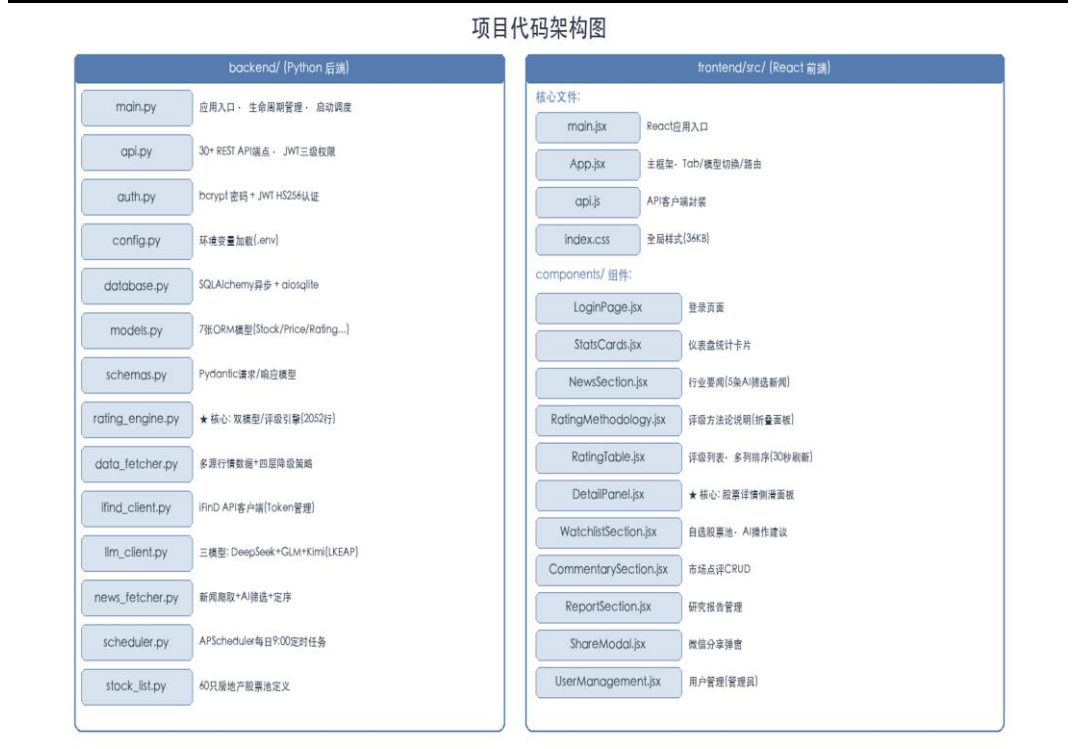 项目代码架构图
backend/ (Python 后端)
main.py 应用入口 · 生命周期管理 · 启动调度
api.py 30+ REST API端点 · JWT三级权限
auth.py bcrypt 密码 + JWT HS256认证
config.py 环境变量加载(.env)
database.py SQLAlchemy异步 + aiosqlite
models.py 7张ORM模型(Stock/Price/Rating...)
schemas.py Pydantic请求/响应模型
rating_engine.py ★ 核心: 双模型/评级引擎(2052行)
data_fetcher.py 多源行情数据+四层降级策略
ifind_client.py iFinD API客户端(Token管理)
llm_client.py 三模型: DeepSeek+GLM+Kimi(LKEAP)
news_fetcher.py 新闻爬取+AI筛选+定序
scheduler.py APScheduler每日9:00定时任务
stock_list.py 60只房地产股票池定义
frontend/src/ (React 前端)
核心文件:
main.jsx React应用入口
App.jsx 主框架· Tab/模型切换/路由
api.js API客户端封装
index.css 全局样式(36KB)
components/ 组件:
LoginPage.jsx 登录页面
StatsCards.jsx 仪表盘统计卡片
NewsSection.jsx 行业要闻(5条AI筛选新闻)
RatingMethodology.jsx 评级方法论说明(折叠面板)
RatingTable.jsx 评级列表· 多列排序(30秒刷新)
DetailPanel.jsx ★ 核心: 股票详情侧滑面板
WatchlistSection.jsx 自选股票池· AI操作建议
CommentarySection.jsx 市场点评CRUD
ReportSection.jsx 研究报告管理
ShareModal.jsx 微信分享弹窗
UserManagement.jsx 用户管理(管理员)